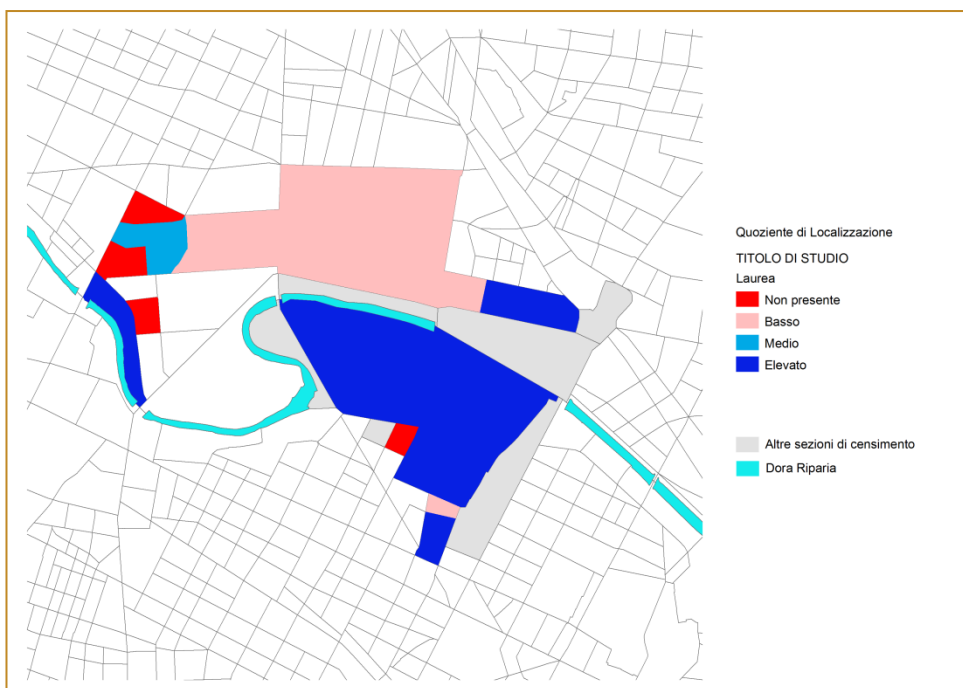 Quoziente di Localizzazione
TITOLO DI STUDIO
Laurea
Non presente
Basso
Medio
Elevato
Altre sezioni di censimento
Dora Riparia